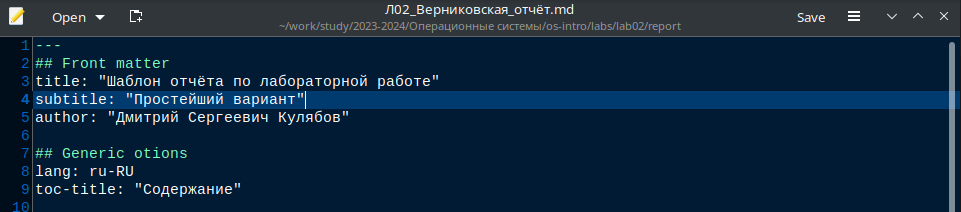 Open
Л02_Верниковская_отчёт.md
~/work/study/2023-2024/Операционные системы/os-intro/labs/lab02/report
Save
1 ---
2 ## Front matter
3 title: "Шаблон отчёта по лабораторной работе"
4 subtitle: "Простейший вариант"
5 author: "Дмитрий Сергеевич Кулябов"
6
7 ## Generic otions
8 lang: ru-RU
9 toc-title: "Содержание"
10